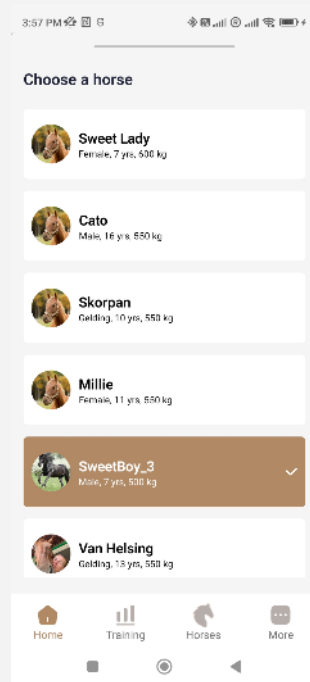 3:57 PM
Choose a horse
Sweet Lady
Female, 7 yrs, 600 kg
Cato
Male, 16 yrs, 550 kg
Skorpan
Gelding, 10 yrs, 550 kg
Millie
Female, 11 yrs, 550 kg
SweetBoy_3
Male, 7 yrs, 500 kg
Van Helsing
Gelding, 13 yrs, 550 kg
Home Training Horses More